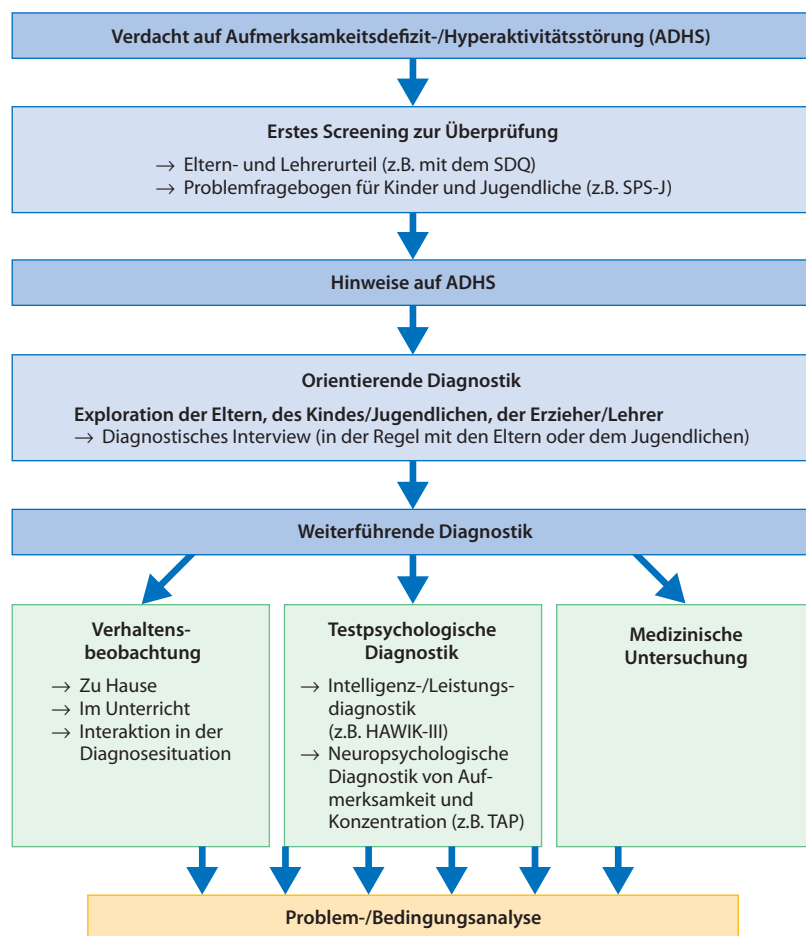 Verdacht auf Aufmerksamkeitsdefizit-/Hyperaktivitätsstörung (ADHS)
Erstes Screening zur Überprüfung
→ Eltern- und Lehrerurteil (z.B. mit dem SDQ)
→ Problemfragebogen für Kinder und Jugendliche (z.B. SPS-J)
Hinweise auf ADHS
Orientierende Diagnostik
Exploration der Eltern, des Kindes/Jugendlichen, der Erzieher/Lehrer
→ Diagnostisches Interview (in der Regel mit den Eltern oder dem Jugendlichen)
Weiterführende Diagnostik
Verhaltens-
beobachtung
→ Zu Hause
→ Im Unterricht
→ Interaktion in der
Diagnosesituation
Testpsychologische
Diagnostik
→ Intelligenz-/Leistungs-
diagnostik
(z.B. HAWIK-III)
→ Neuropsychologische
Diagnostik von Auf-
merksamkeit und
Konzentration (z.B. TAP)
Medizinische
Untersuchung
Problem-/Bedingungsanalyse